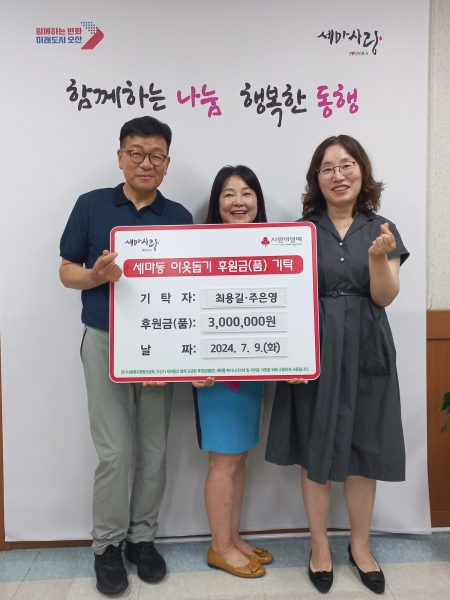 함께하는 변화
미래도시 오산
세마사랑
함께하는 나눔 행복한 동행
세마사랑
사랑의열매
세마동 이웃돕기 후원금(품) 기탁
기 탁 자: 최용길·주은영
후원금(품): 3,000,000원
날 짜: 2024. 7. 9.(화)